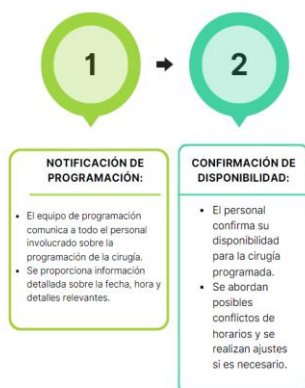 1
2
NOTIFICACIÓN DE
PROGRAMACIÓN:
• El equipo de programación
comunica a todo el personal
involucrado sobre la
programación de la cirugía.
• Se proporciona información
detallada sobre la fecha, hora y
detalles relevantes.
CONFIRMACIÓN DE
DISPONIBILIDAD:
• El personal
confirma su
disponibilidad
para la cirugía
programada.
• Se abordan
posibles
conflictos de
horarios y se
realizan ajustes
si es necesario.